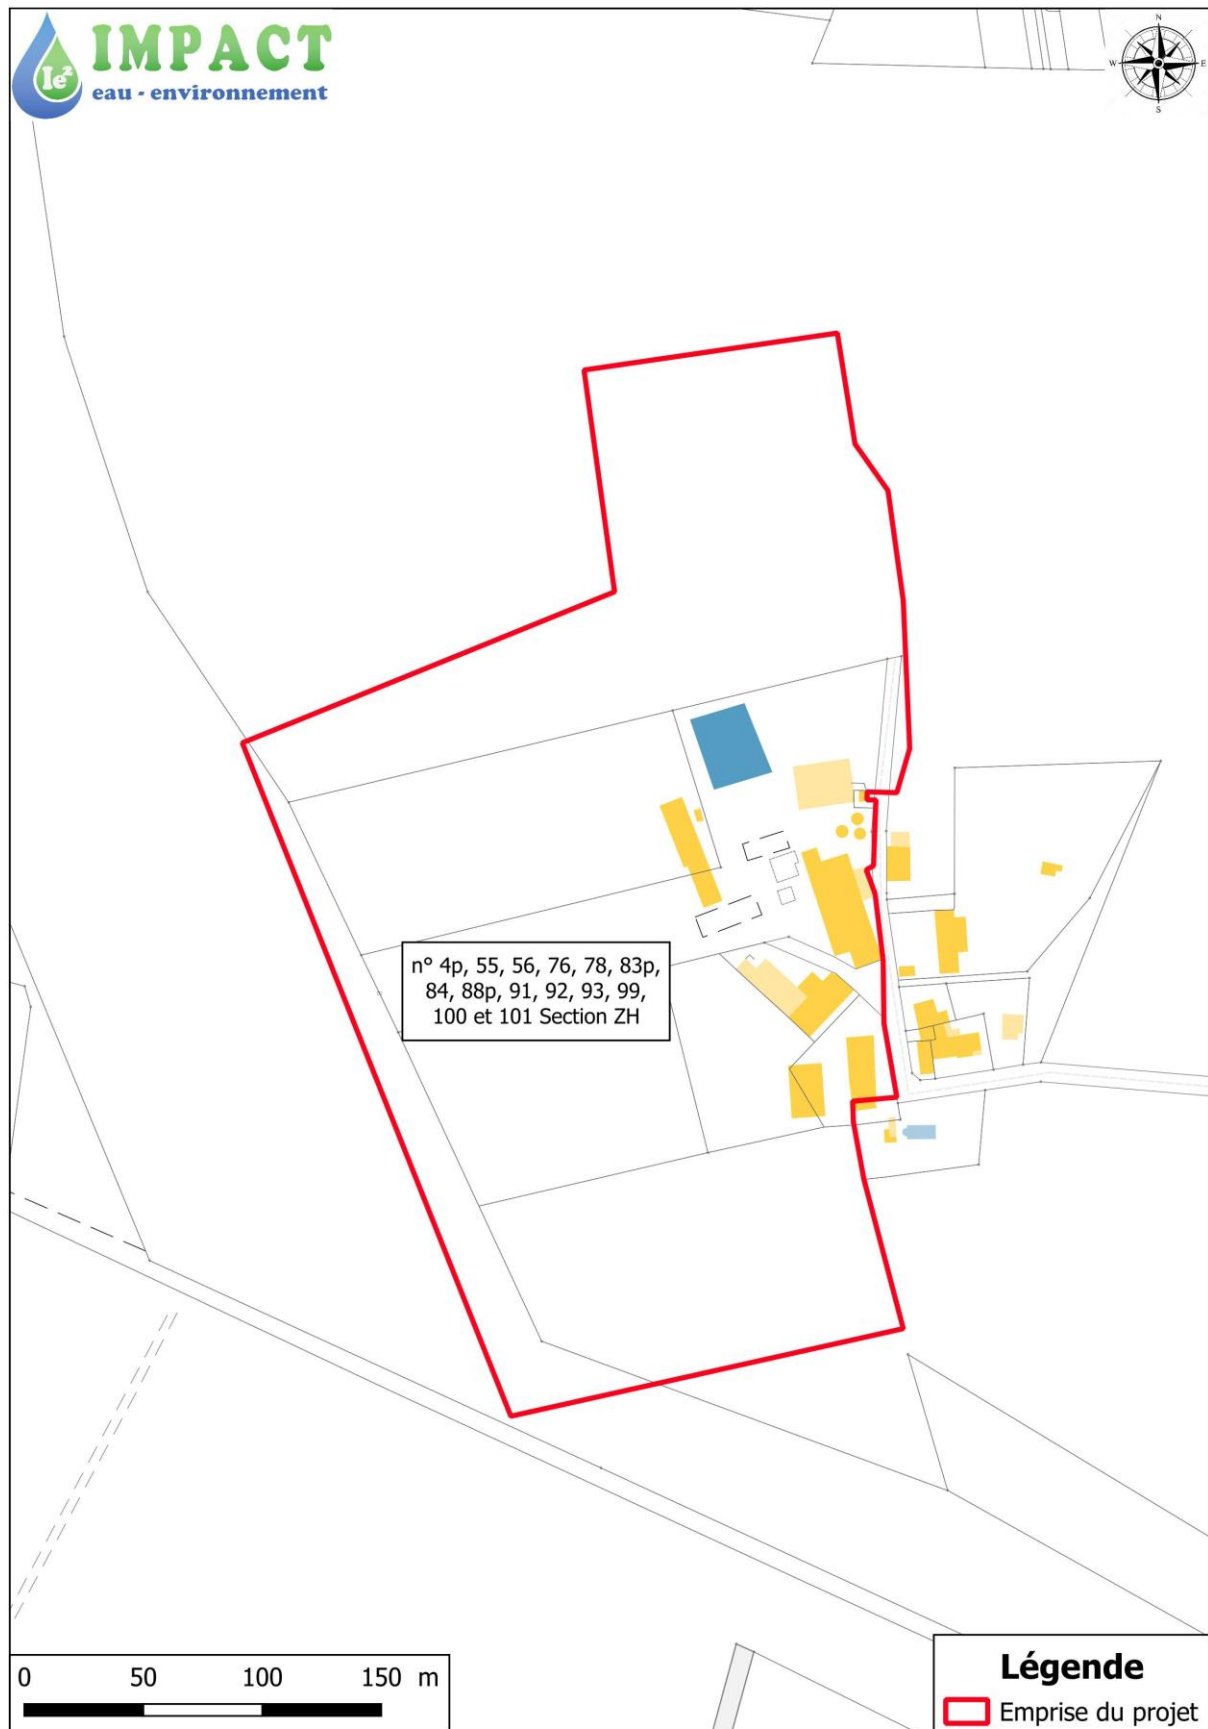 IMPACT
Ie²
eau - environnement
N
W
E
S
n° 4p, 55, 56, 76, 78, 83p,
84, 88p, 91, 92, 93, 99,
100 et 101 Section ZH
0 50 100 150 m
Légende
Emprise du projet